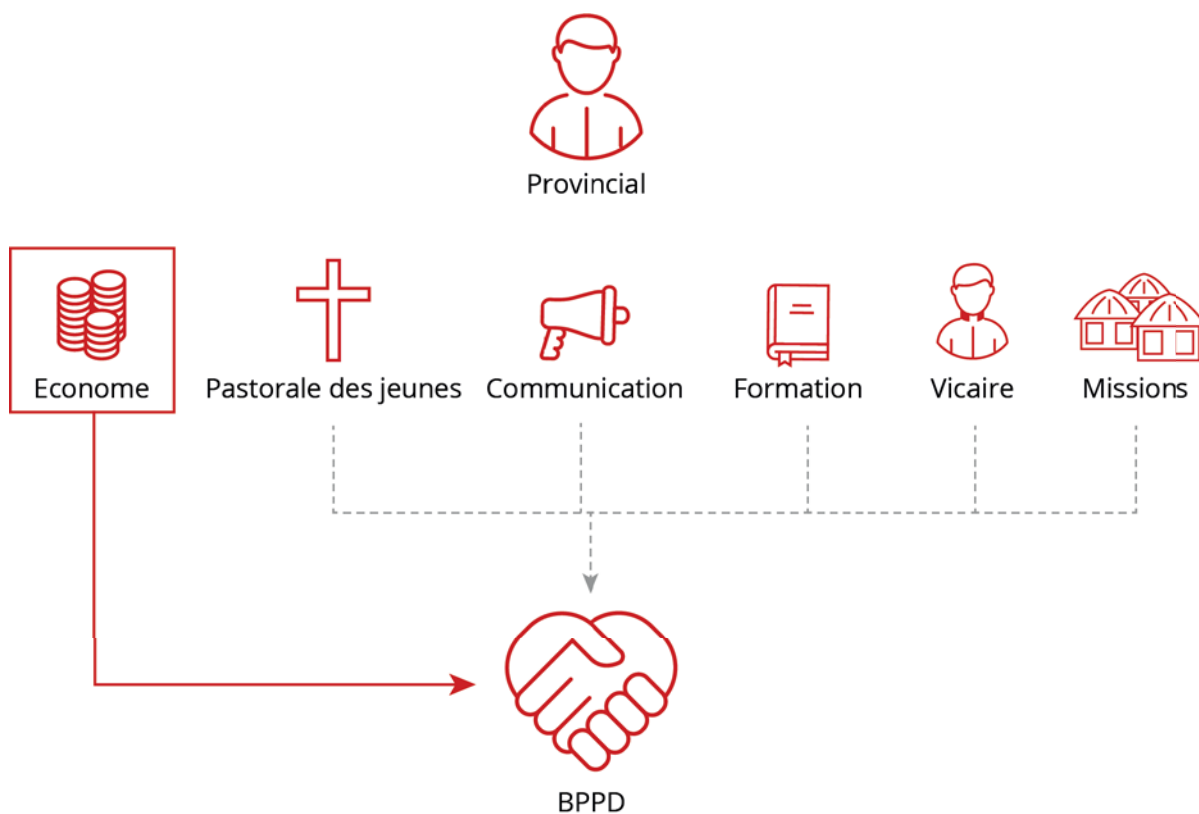 Provincial
Econome
Pastorale des jeunes
Communication
Formation
Vicaire
Missions
BPPD